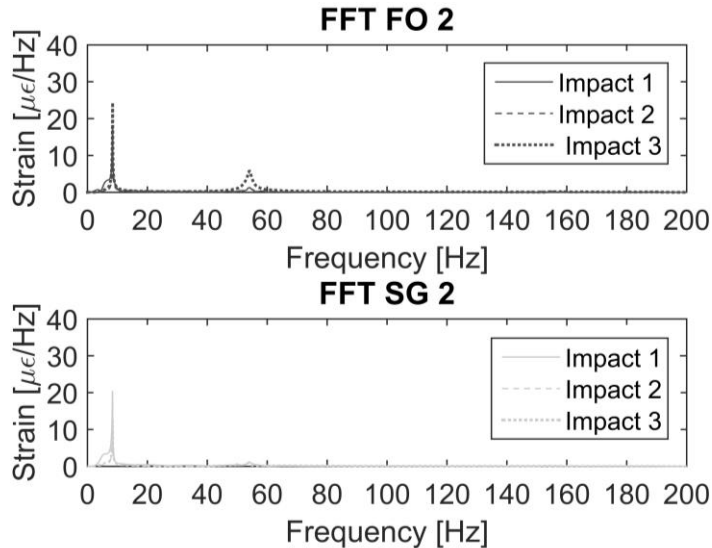 FFT FO 2
Strain [με/Hz]
40
30
20
10
0
Impact 1
Impact 2
Impact 3
0 20 40 60 80 100 120 140 160 180 200
Frequency [Hz]
FFT SG 2
Strain [με/Hz]
40
30
20
10
0
Impact 1
Impact 2
Impact 3
0 20 40 60 80 100 120 140 160 180 200
Frequency [Hz]